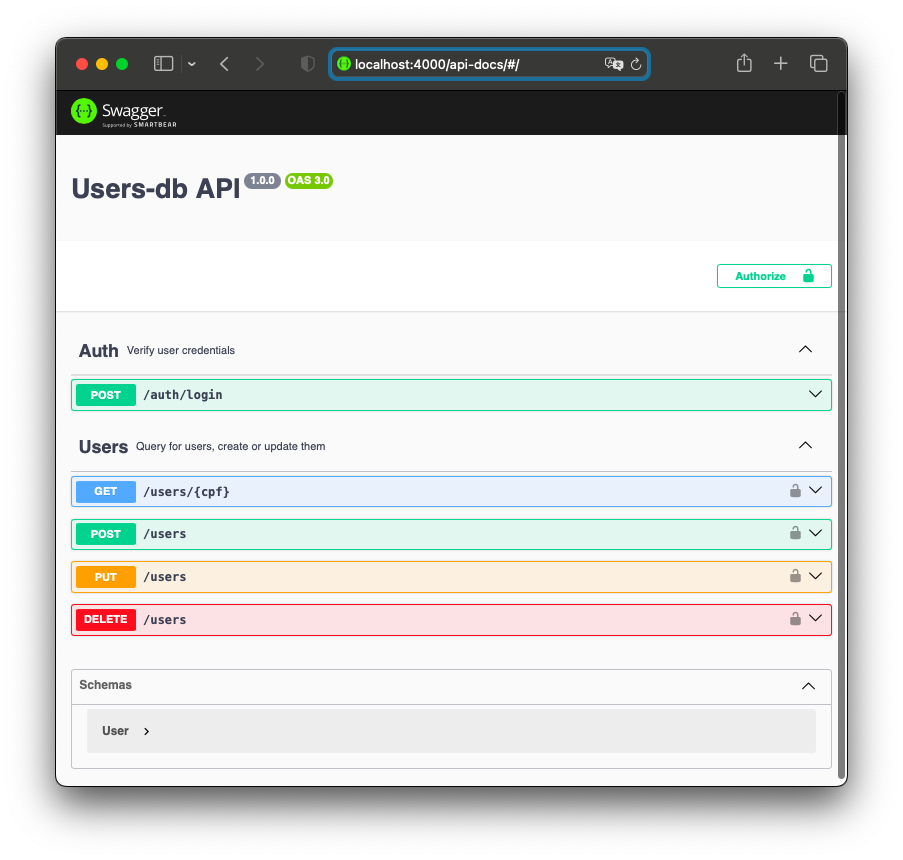 localhost:4000/api-docs/#/
{···} Swagger
Supported by SMARTBEAR
Users-db API 1.0.0 OAS 3.0
Authorize
Auth Verify user credentials
POST /auth/login
Users Query for users, create or update them
GET /users/{cpf}
POST /users
PUT /users
DELETE /users
Schemas
User